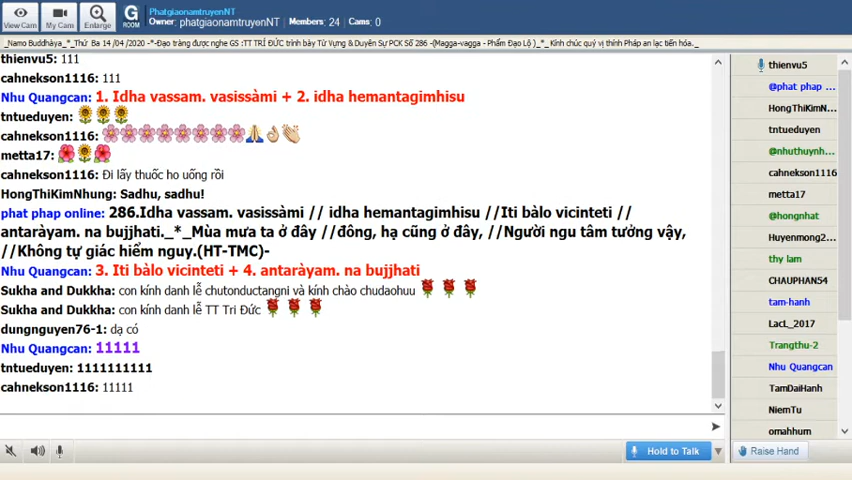 View Cam
My Cam
Enlarge
G
ROOM
PhatgiaonamtruyenNT
Owner: phatgiaonamtruyenNT Members: 24 Cams: 0
_Namo Buddhàya_*_Thứ Ba 14 /04 /2020 -*-Đạo tràng được nghe GS :TT TRÍ ĐỨC trình bày Từ Vựng & Duyên Sự PCK Số 286 -(Magga-vagga - Phẩm Đạo Lộ )_*_ Kính chúc quý vị thính Pháp an lạc tiến hóa._
thienvu5: 111
cahnekson1116: 111
Nhu Quangcan: 1. Idha vassam. vasissàmi + 2. idha hemantagimhisu
tntueduyen:
cahnekson1116:
metta17:
cahnekson1116: Đi lấy thuốc ho uống rồi
HongThiKimNhung: Sadhu, sadhu!
phat phap online: 286.Idha vassam. vasissàmi // idha hemantagimhisu //Iti bàlo vicinteti //
antaràyam. na bujjhati._*_Mùa mưa ta ở đây //đông, hạ cũng ở đây, //Người ngu tâm tưởng vậy,
//Không tự giác hiểm nguy.(HT-TMC)-
Nhu Quangcan: 3. Iti bàlo vicinteti + 4. antaràyam. na bujjhati
Sukha and Dukkha: con kính danh lễ chutonductangni và kính chào chudaohuu
Sukha and Dukkha: con kính danh lễ TT Tri Đức
dungnguyen76-1: dạ có
Nhu Quangcan: 11111
tntueduyen: 1111111111
cahnekson1116: 11111
thienvu5
@phat phap ...
HongThiKimN...
tntueduyen
@nhuthuynh...
cahnekson1116
metta17
@hongnhat
Huyenmong2...
thy lam
CHAUPHAN54
tam-hanh
LacL_2017
Trangthu-2
Nhu Quangcan
TamDaiHanh
NiemTu
omahhum
Hold to Talk
Raise Hand